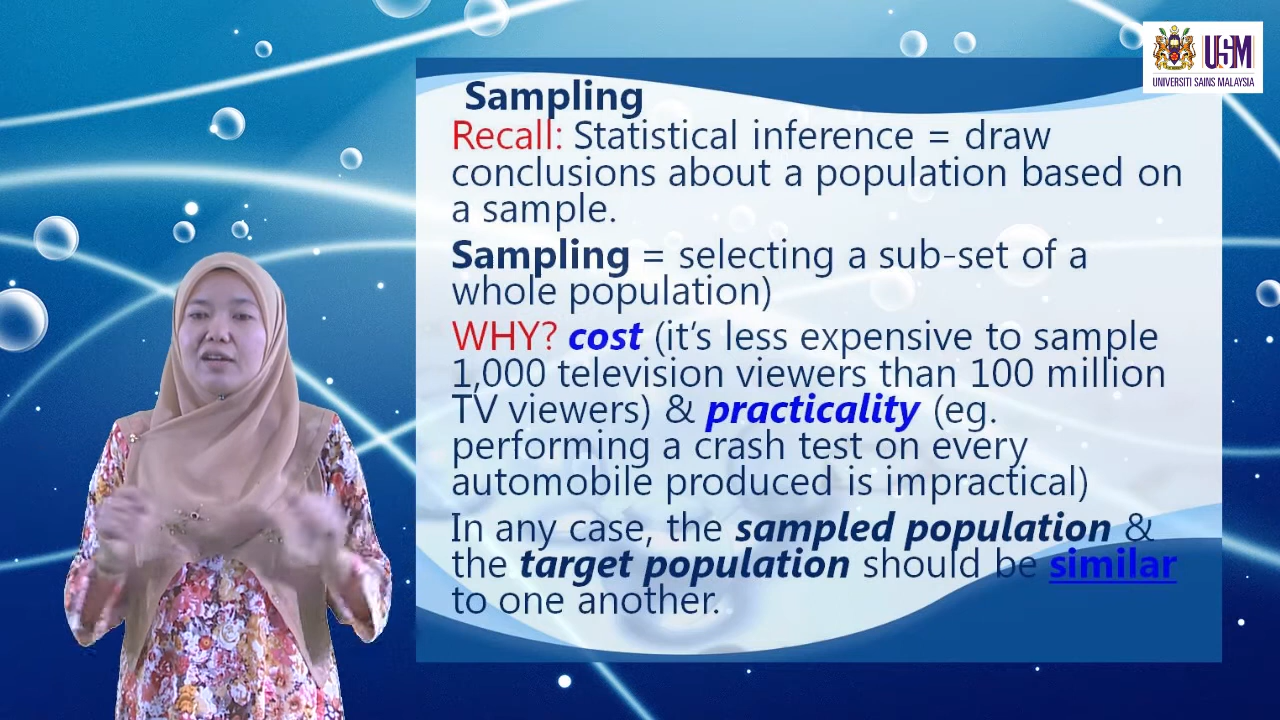 USM
UNIVERSITI SAINS MALAYSIA
Sampling
Recall: Statistical inference = draw
conclusions about a population based on
a sample.
Sampling = selecting a sub-set of a
whole population)
WHY? cost (it’s less expensive to sample
1,000 television viewers than 100 million
TV viewers) & practicality (eg.
performing a crash test on every
automobile produced is impractical)
In any case, the sampled population &
the target population should be similar
to one another.